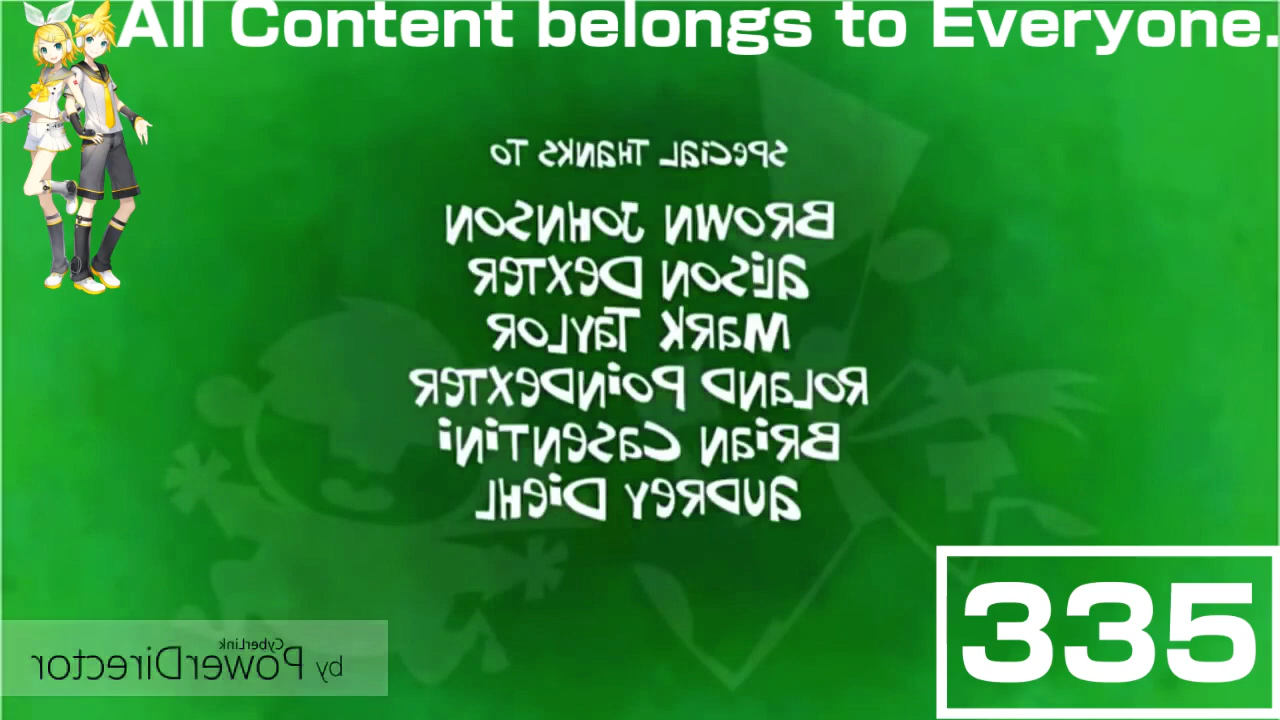 All Content belongs to Everyone.
SPECiAL THANKS TO
BROWN JOHNSON
ALiSON DEXTER
MARK TAYLOR
ROLAND POiNDEXTER
BRiAN CASENTiNi
AUDREY DiEHL
335
by CyberLink PowerDirector